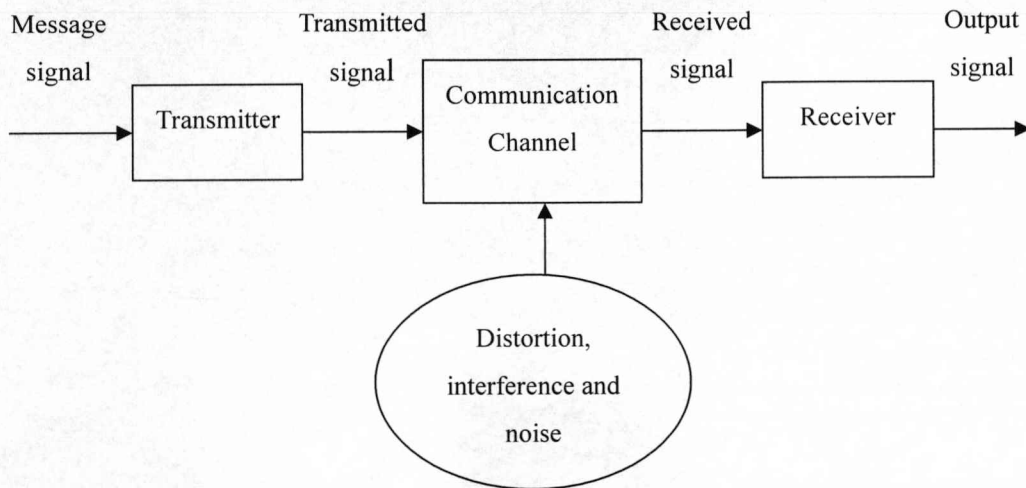 Message
signal
Transmitted
signal
Received
signal
Output
signal
Transmitter
Communication
Channel
Receiver
Distortion,
interference and
noise